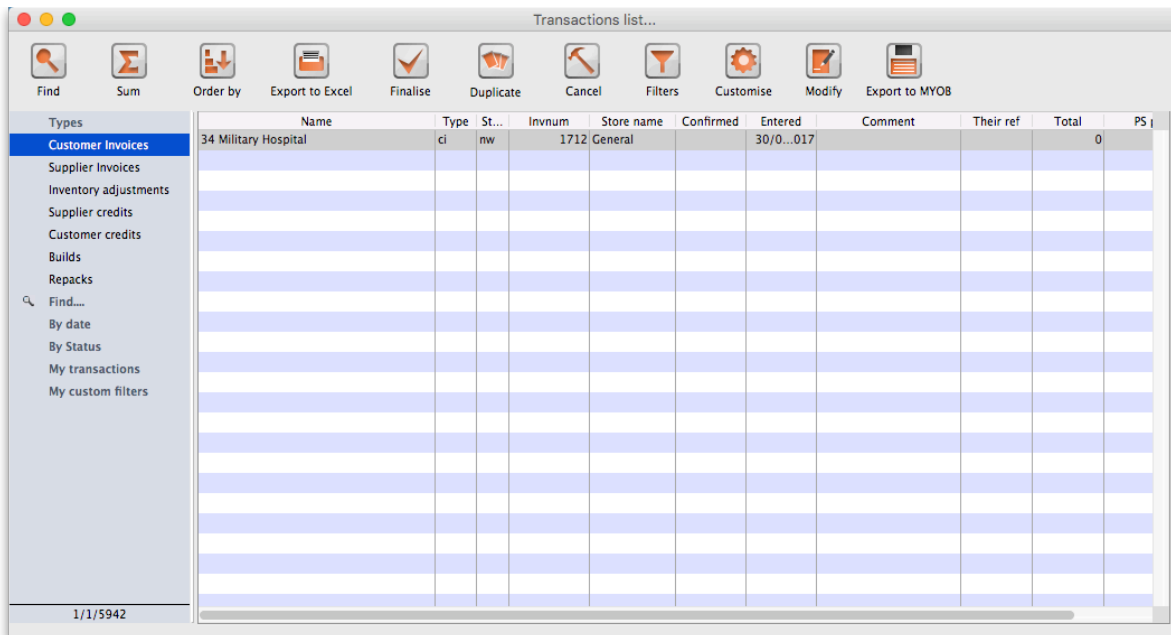 Transactions list...
Find Sum Order by Export to Excel Finalise Duplicate Cancel Filters Customise Modify Export to MYOB
Types
Customer Invoices
Supplier Invoices
Inventory adjustments
Supplier credits
Customer credits
Builds
Repacks
Find....
By date
By Status
My transactions
My custom filters
1/1/5942
Name Type St... Invnum Store name Confirmed Entered Comment Their ref Total PS
34 Military Hospital ci nw 1712 General 30/0...017 0